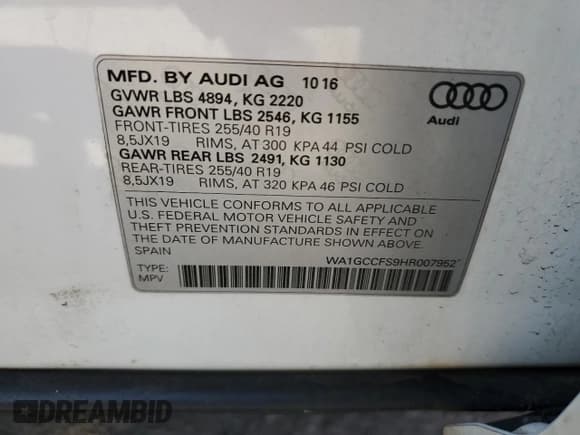 MFD. BY AUDI AG 10 16
GVWR LBS 4894, KG 2220
GAWR FRONT LBS 2546, KG 1155
FRONT-TIRES 255/40 R19
8,5JX19 RIMS, AT 300 KPA 44 PSI COLD
GAWR REAR LBS 2491, KG 1130
REAR-TIRES 255/40 R19
8,5JX19 RIMS, AT 320 KPA 46 PSI COLD
Audi
THIS VEHICLE CONFORMS TO ALL APPLICABLE
U.S. FEDERAL MOTOR VEHICLE SAFETY AND
THEFT PREVENTION STANDARDS IN EFFECT ON
THE DATE OF MANUFACTURE SHOWN ABOVE.
SPAIN
WA1GCCFS9HR007952
TYPE:
MPV
DREAMBID